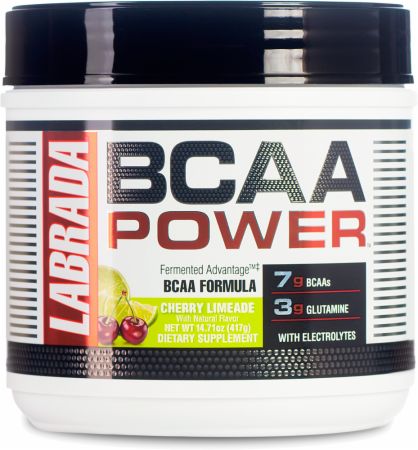 LABRADA
BCAA
POWER™
Fermented Advantage™‡
BCAA FORMULA
CHERRY LIMEADE
With Natural Flavor
NET WT 14.71oz (417g)
DIETARY SUPPLEMENT
7g BCAAs
3g GLUTAMINE
WITH ELECTROLYTES